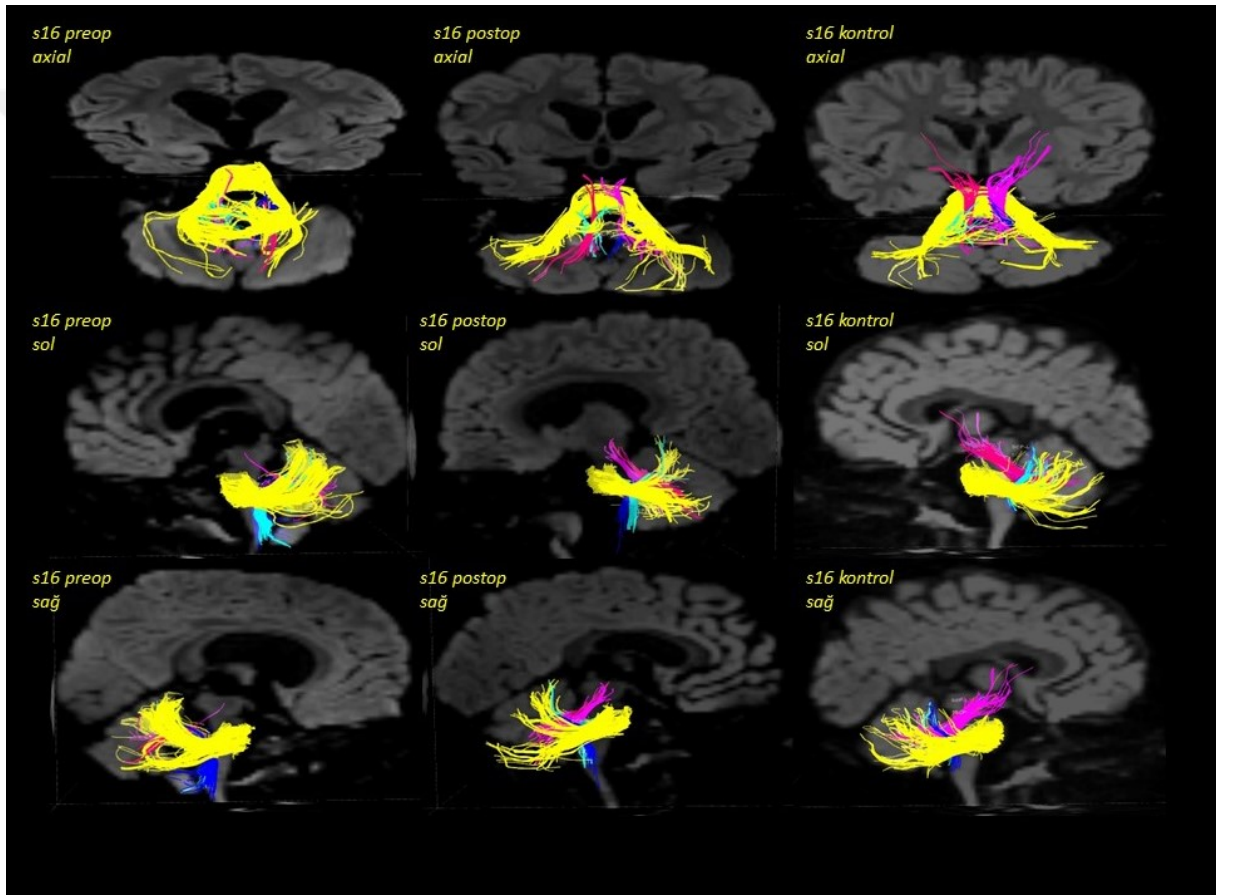 s16 preop
axial
s16 postop
axial
s16 kontrol
axial
s16 preop
sol
s16 postop
sol
s16 kontrol
sol
s16 preop
sağ
s16 postop
sağ
s16 kontrol
sağ